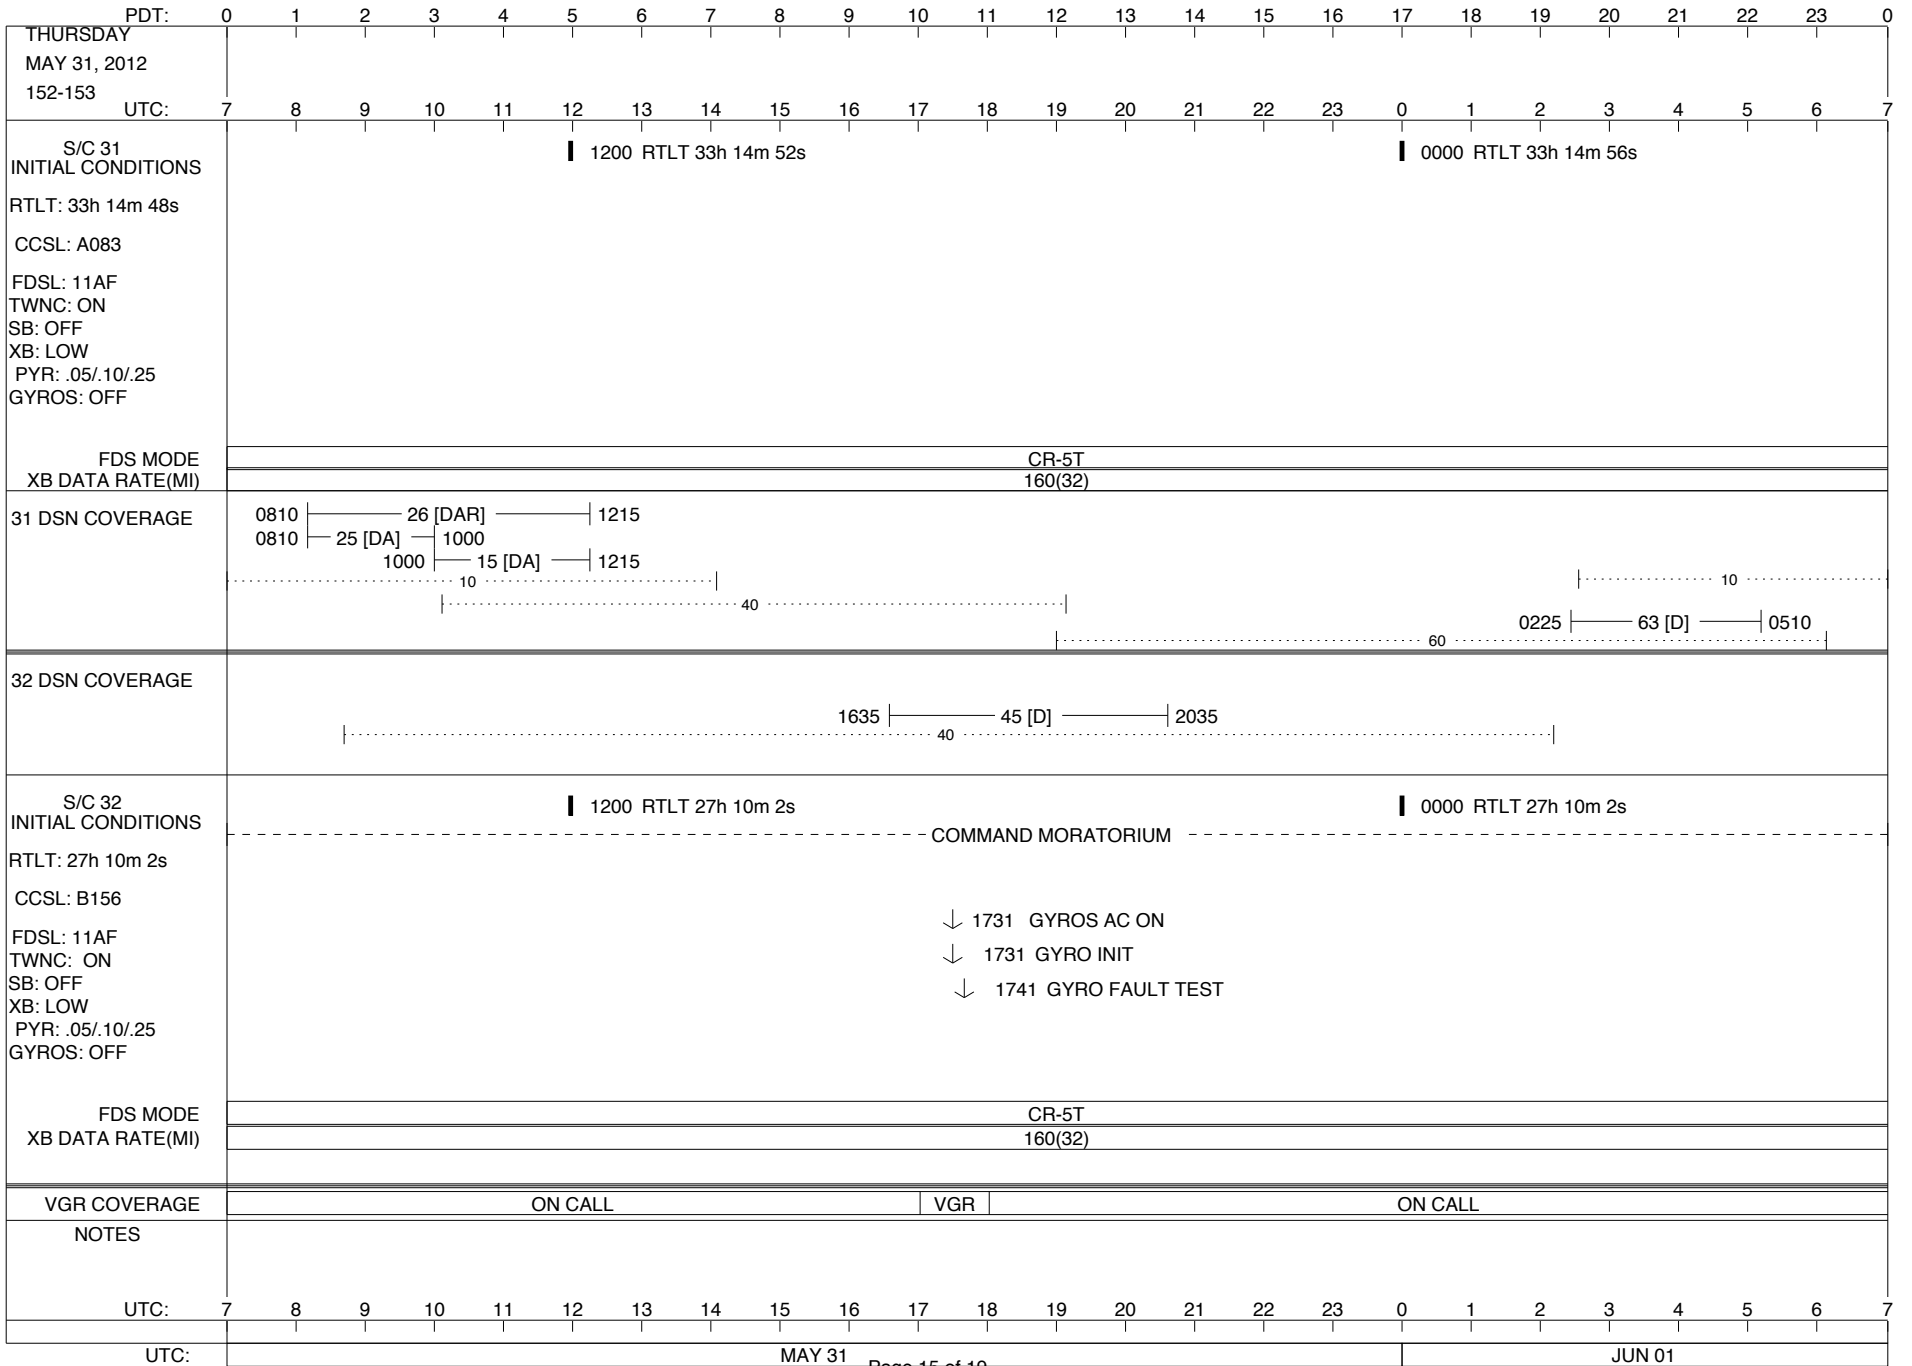 PDT: 0 1 2 3 4 5 6 7 8 9 10 11 12 13 14 15 16 17 18 19 20 21 22 23 0
THURSDAY
MAY 31, 2012
152-153
UTC: 7 8 9 10 11 12 13 14 15 16 17 18 19 20 21 22 23 0 1 2 3 4 5 6 7
S/C 31
INITIAL CONDITIONS
1200 RTLT 33h 14m 52s
0000 RTLT 33h 14m 56s
RTLT: 33h 14m 48s
CCSL: A083
FDSL: 11AF
TWNC: ON
SB: OFF
XB: LOW
PYR: .05/.10/.25
GYROS: OFF
FDS MODE CR-5T
XB DATA RATE(MI) 160(32)
31 DSN COVERAGE
0810 26 [DAR] 1215
0810 25 [DA] 1000
1000 15 [DA] 1215
10 10
40
0225 63 [D] 0510
60
32 DSN COVERAGE
1635 45 [D] 2035
40
S/C 32
INITIAL CONDITIONS
1200 RTLT 27h 10m 2s
0000 RTLT 27h 10m 2s
COMMAND MORATORIUM
RTLT: 27h 10m 2s
CCSL: B156
FDSL: 11AF
TWNC: ON
SB: OFF
XB: LOW
PYR: .05/.10/.25
GYROS: OFF
1731 GYROS AC ON
1731 GYRO INIT
1741 GYRO FAULT TEST
FDS MODE CR-5T
XB DATA RATE(MI) 160(32)
VGR COVERAGE ON CALL VGR ON CALL
NOTES
UTC: 7 8 9 10 11 12 13 14 15 16 17 18 19 20 21 22 23 0 1 2 3 4 5 6 7
UTC: MAY 31 JUN 01
Page 15 of 19